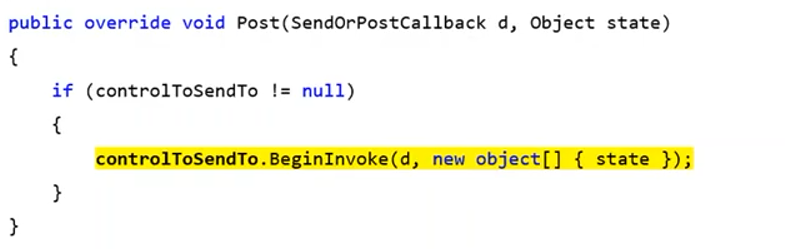 public override void Post(SendOrPostCallback d, Object state)
{
if (controlToSendTo != null)
{
controlToSendTo.BeginInvoke(d, new object[] { state });
}
}